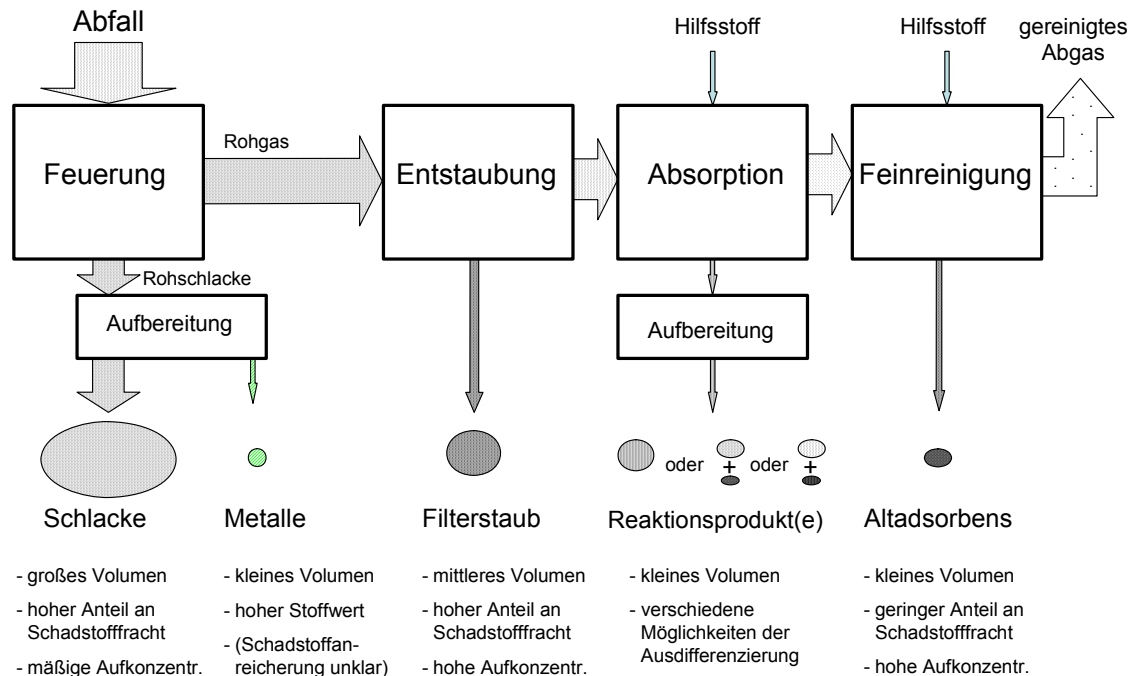 Abfall
Hilfsstoff
Hilfsstoff
gereinigtes
Abgas
Feuerung
Rohgas
Entstaubung
Absorption
Feinreinigung
Rohschlacke
Aufbereitung
Aufbereitung
oder
+
oder
+
Schlacke
- großes Volumen
- hoher Anteil an
Schadstofffracht
- mäßige Aufkonzentr.
Metalle
- kleines Volumen
- hoher Stoffwert
- (Schadstoffan-
reicherung unklar)
Filterstaub
- mittleres Volumen
- hoher Anteil an
Schadstofffracht
- hohe Aufkonzentr.
Reaktionsprodukt(e)
- kleines Volumen
- verschiedene
Möglichkeiten der
Ausdifferenzierung
Altadsorbens
- kleines Volumen
- geringer Anteil an
Schadstofffracht
- hohe Aufkonzentr.